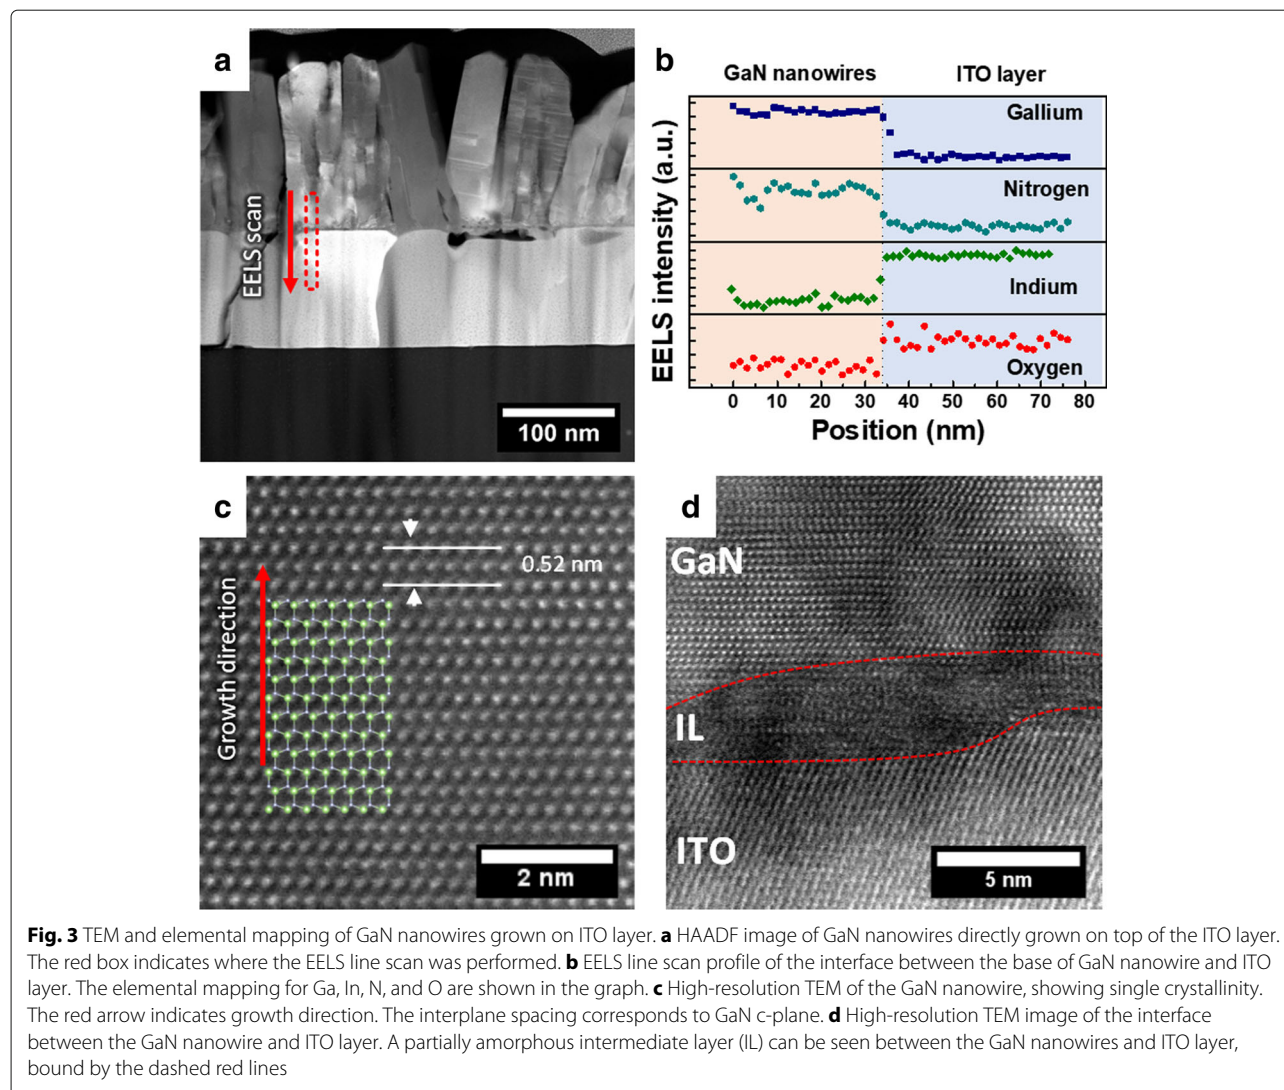 a
EELS scan
100 nm
b
GaN nanowires
ITO layer
EELS intensity (a.u.)
Gallium
Nitrogen
Indium
Oxygen
0 10 20 30 40 50 60 70 80
Position (nm)
c
0.52 nm
Growth direction
2 nm
d
GaN
IL
ITO
5 nm
Fig. 3 TEM and elemental mapping of GaN nanowires grown on ITO layer. a HAADF image of GaN nanowires directly grown on top of the ITO layer.
The red box indicates where the EELS line scan was performed. b EELS line scan profile of the interface between the base of GaN nanowire and ITO
layer. The elemental mapping for Ga, In, N, and O are shown in the graph. c High-resolution TEM of the GaN nanowire, showing single crystallinity.
The red arrow indicates growth direction. The interplane spacing corresponds to GaN c-plane. d High-resolution TEM image of the interface
between the GaN nanowire and ITO layer. A partially amorphous intermediate layer (IL) can be seen between the GaN nanowires and ITO layer,
bound by the dashed red lines